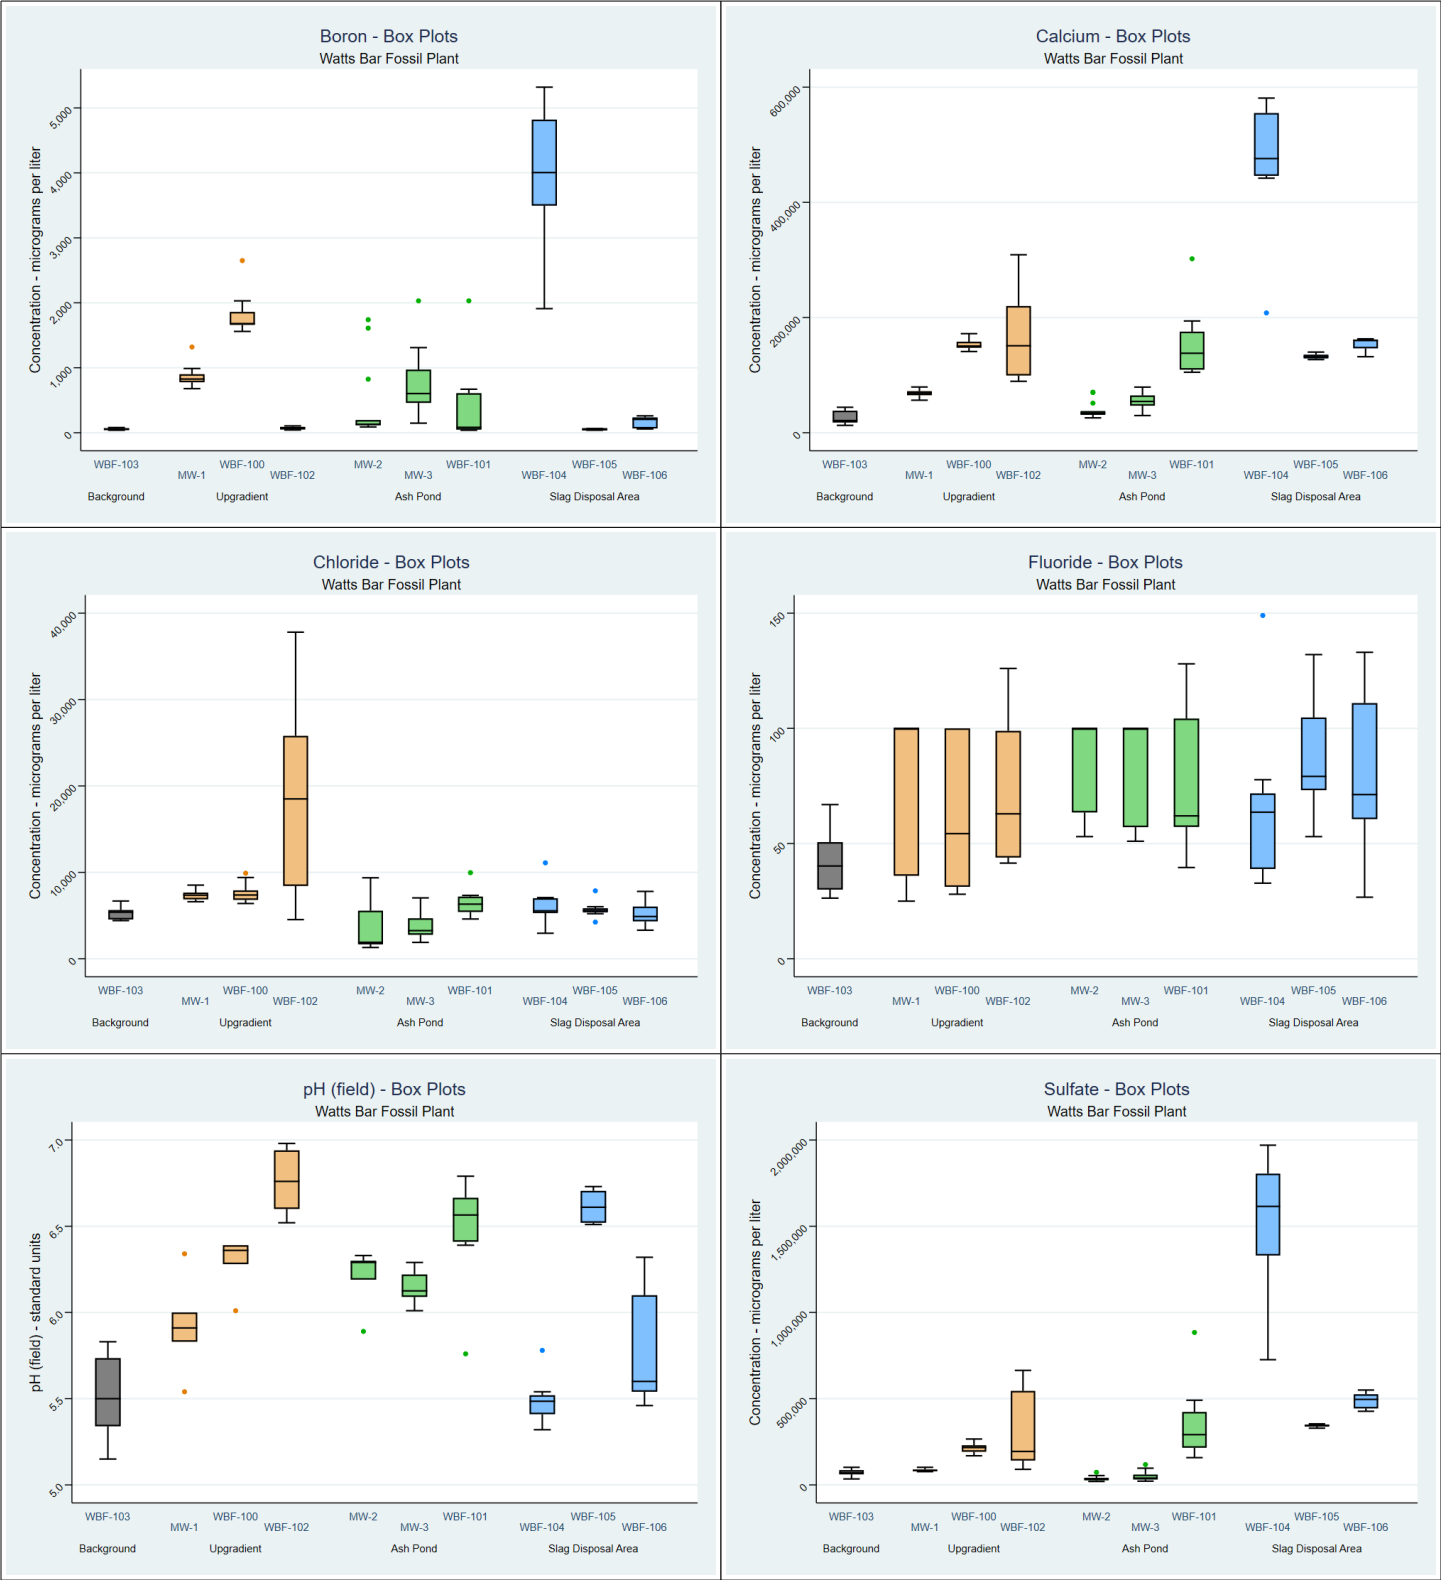 Boron - Box Plots
Watts Bar Fossil Plant
Concentration - micrograms per liter
5,000
4,000
3,000
2,000
1,000
0
WBF-103 WBF-100 MW-2 WBF-101 WBF-105
MW-1 WBF-102 MW-3 WBF-104 WBF-106
Background Upgradient Ash Pond Slag Disposal Area
Calcium - Box Plots
Watts Bar Fossil Plant
Concentration - micrograms per liter
600,000
400,000
200,000
0
WBF-103 WBF-100 MW-2 WBF-101 WBF-105
MW-1 WBF-102 MW-3 WBF-104 WBF-106
Background Upgradient Ash Pond Slag Disposal Area
Chloride - Box Plots
Watts Bar Fossil Plant
Concentration - micrograms per liter
40,000
30,000
20,000
10,000
0
WBF-103 WBF-100 MW-2 WBF-101 WBF-105
MW-1 WBF-102 MW-3 WBF-104 WBF-106
Background Upgradient Ash Pond Slag Disposal Area
Fluoride - Box Plots
Watts Bar Fossil Plant
Concentration - micrograms per liter
150
100
50
0
WBF-103 WBF-100 MW-2 WBF-101 WBF-105
MW-1 WBF-102 MW-3 WBF-104 WBF-106
Background Upgradient Ash Pond Slag Disposal Area
pH (field) - Box Plots
Watts Bar Fossil Plant
pH (field) - standard units
7.0
6.5
6.0
5.5
5.0
WBF-103 WBF-100 MW-2 WBF-101 WBF-105
MW-1 WBF-102 MW-3 WBF-104 WBF-106
Background Upgradient Ash Pond Slag Disposal Area
Sulfate - Box Plots
Watts Bar Fossil Plant
Concentration - micrograms per liter
2,000,000
1,500,000
1,000,000
500,000
0
WBF-103 WBF-100 MW-2 WBF-101 WBF-105
MW-1 WBF-102 MW-3 WBF-104 WBF-106
Background Upgradient Ash Pond Slag Disposal Area